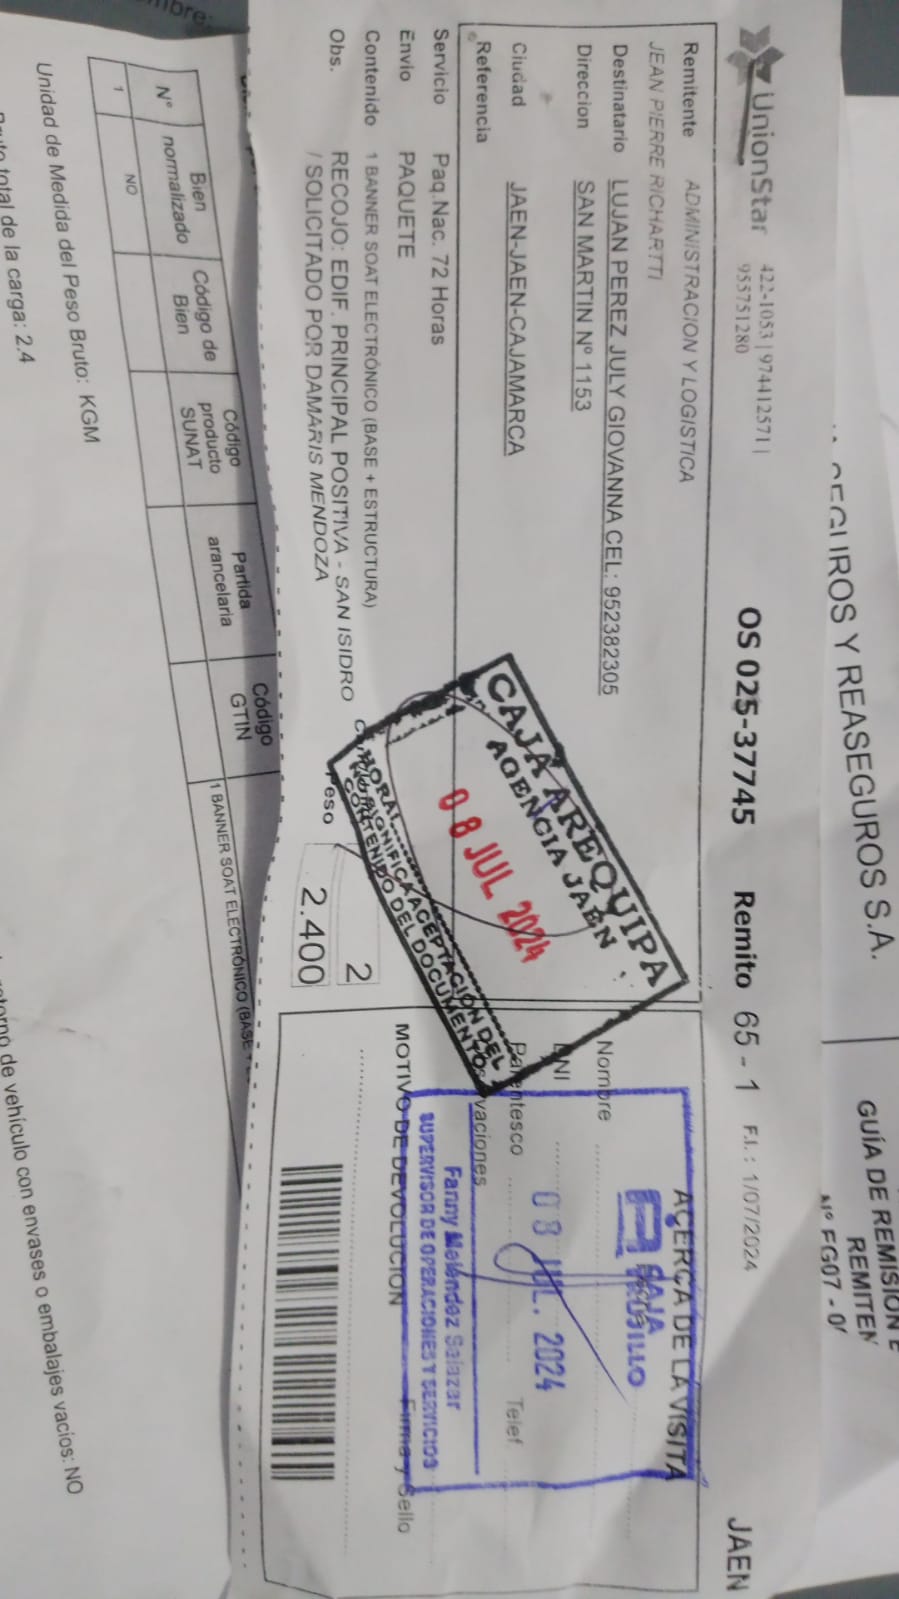 SEGUROS Y REASEGUROS S.A.
GUÍA DE REMISIÓN E
REMITEN
Nº EG07 - 0
UnionStar
422-1053 | 974412571 |
955751280
OS 025-37745 Remito 65 - 1 F.I. : 1/07/2024 JAEN
Remitente ADMINISTRACION Y LOGISTICA
JEAN PIERRE RICHARTTI
Destinatario LUJAN PEREZ JULY GIOVANNA CEL: 952382305
Direccion SAN MARTIN Nº 1153
Ciudad JAEN-JAEN-CAJAMARCA
Referencia
Servicio Paq.Nac. 72 Horas
Envio PAQUETE
Contenido 1 BANNER SOAT ELECTRÓNICO (BASE + ESTRUCTURA)
Obs. RECOJO: EDIF. PRINCIPAL POSITIVA - SAN ISIDRO
/ SOLICITADO POR DAMARIS MENDOZA
2
Peso 2.400
CAJA AREQUIPA
AGENCIA JAEN
08 JUL 2024
HORA:
NO SIGNIFICA ACEPTACION DEL
CONTENIDO DEL DOCUMENTO
ACERCA DE LA VISITA
CAJA
TRUJILLO
Nombre
DNI
08 JUL. 2024
Parentesco Telef
vaciones
Fanny Meléndez Salazar
SUPERVISOR DE OPERACIONES Y SERVICIOS
MOTIVO DE DEVOLUCION Firma y Sello
Nº
Bien
normalizado
Código de
Bien
Código
producto
SUNAT
Partida
arancelaria
Código
GTIN
1 NO 1 BANNER SOAT ELECTRÓNICO (BASE +
Unidad de Medida del Peso Bruto: KGM
Bruto total de la carga: 2.4
retorno de vehículo con envases o embalajes vacios: NO